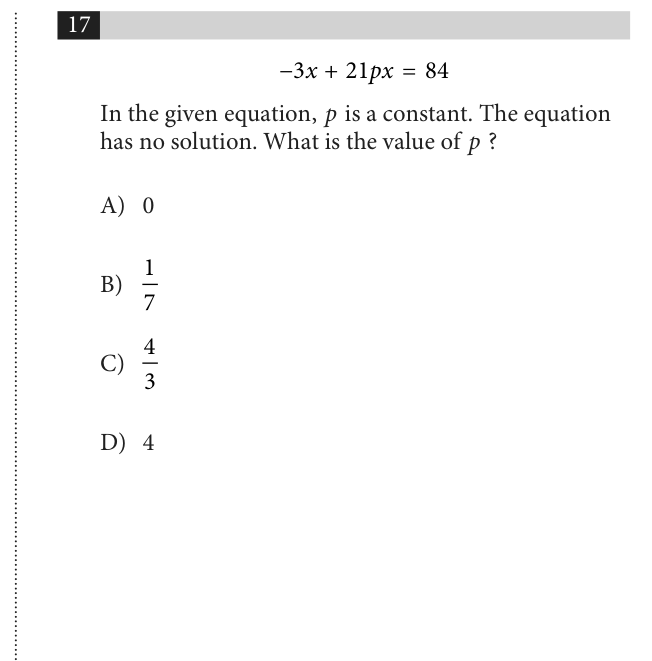 17
−3x + 21px = 84
In the given equation, p is a constant. The equation
has no solution. What is the value of p ?
A) 0
B) 1/7
C) 4/3
D) 4